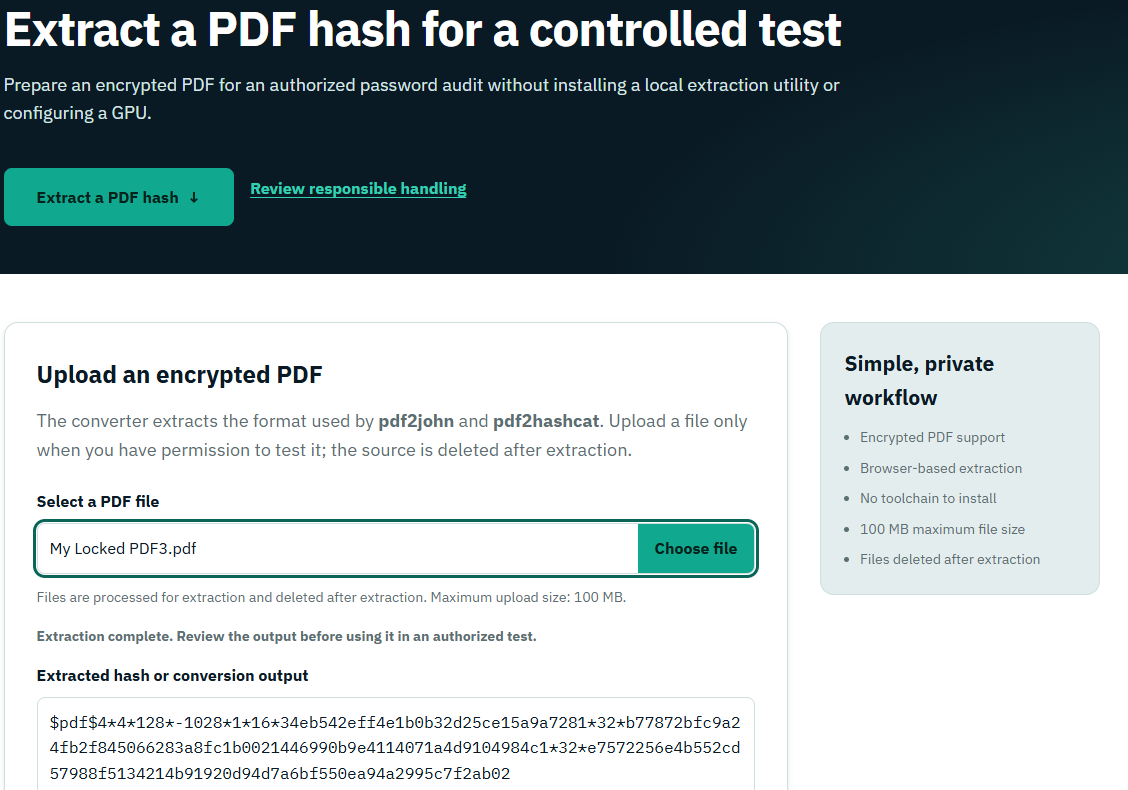 Extract a PDF hash for a controlled test
Prepare an encrypted PDF for an authorized password audit without installing a local extraction utility or
configuring a GPU.
Extract a PDF hash ↓
Review responsible handling
Upload an encrypted PDF
The converter extracts the format used by pdf2john and pdf2hashcat. Upload a file only
when you have permission to test it; the source is deleted after extraction.
Select a PDF file
My Locked PDF3.pdf
Choose file
Files are processed for extraction and deleted after extraction. Maximum upload size: 100 MB.
Extraction complete. Review the output before using it in an authorized test.
Extracted hash or conversion output
$pdf$4*4*128*-1028*1*16*34eb542eff4e1b0b32d25ce15a9a7281*32*b77872bfc9a2
4fb2f845066283a8fc1b0021446990b9e4114071a4d9104984c1*32*e7572256e4b552cd
57988f5134214b91920d94d7a6bf550ea94a2995c7f2ab02
Simple, private
workflow
• Encrypted PDF support
• Browser-based extraction
• No toolchain to install
• 100 MB maximum file size
• Files deleted after extraction